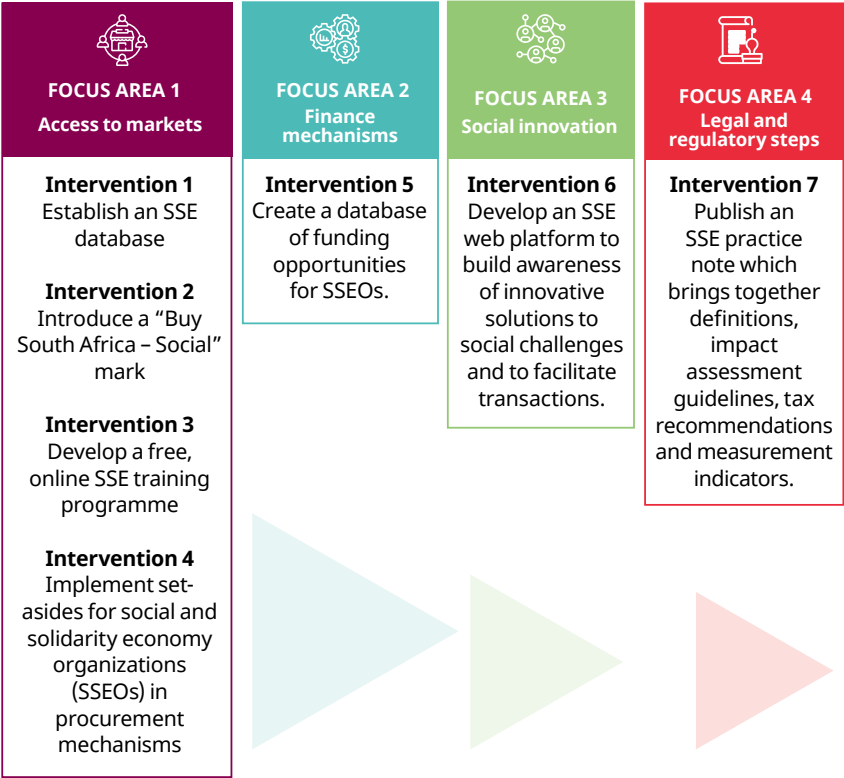 FOCUS AREA 1
Access to markets
Intervention 1
Establish an SSE
database
Intervention 2
Introduce a “Buy
South Africa – Social”
mark
Intervention 3
Develop a free,
online SSE training
programme
Intervention 4
Implement set-
asides for social and
solidarity economy
organizations
(SSEOs) in
procurement
mechanisms
FOCUS AREA 2
Finance
mechanisms
Intervention 5
Create a database
of funding
opportunities
for SSEOs.
FOCUS AREA 3
Social innovation
Intervention 6
Develop an SSE
web platform to
build awareness
of innovative
solutions to
social challenges
and to facilitate
transactions.
FOCUS AREA 4
Legal and
regulatory steps
Intervention 7
Publish an
SSE practice
note which
brings together
definitions,
impact
assessment
guidelines, tax
recommendations
and measurement
indicators.